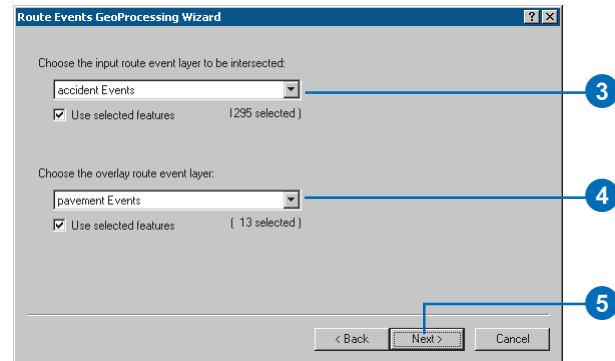 Route Events GeoProcessing Wizard
Choose the input route event layer to be intersected:
accident Events
3
Use selected features (295 selected )
Choose the overlay route event layer:
pavement Events
4
Use selected features ( 13 selected )
5
< Back Next > Cancel